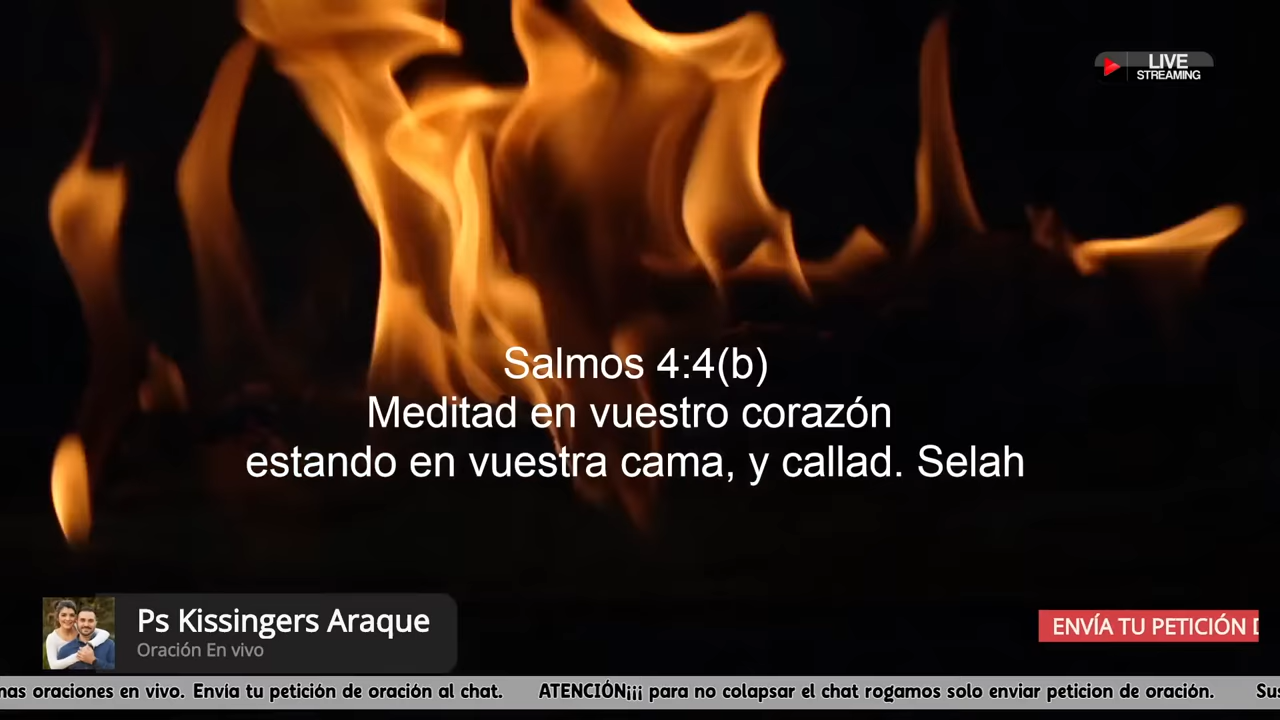 LIVE
STREAMING
Salmos 4:4(b)
Meditad en vuestro corazón
estando en vuestra cama, y callad. Selah
Ps Kissingers Araque
Oración En vivo
ENVÍA TU PETICIÓN
oraciones en vivo. Envía tu petición de oración al chat. ATENCIÓN¡¡¡ para no colapsar el chat rogamos solo enviar peticion de oración.